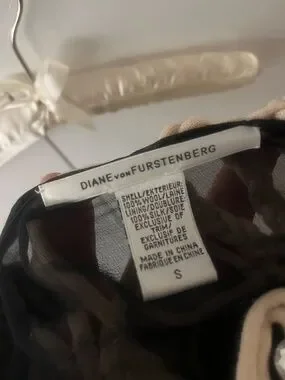 DIANE VON FURSTENBERG
SHELL/EXTERIEUR:
100% WOOL/LAINE
LINING/DOUBLURE:
100% SILK/SOIE
EXCLUSIVE OF
TRIM/
EXCLUSIF DE
GARNITURES
MADE IN CHINA
FABRIQUE EN CHINE
S